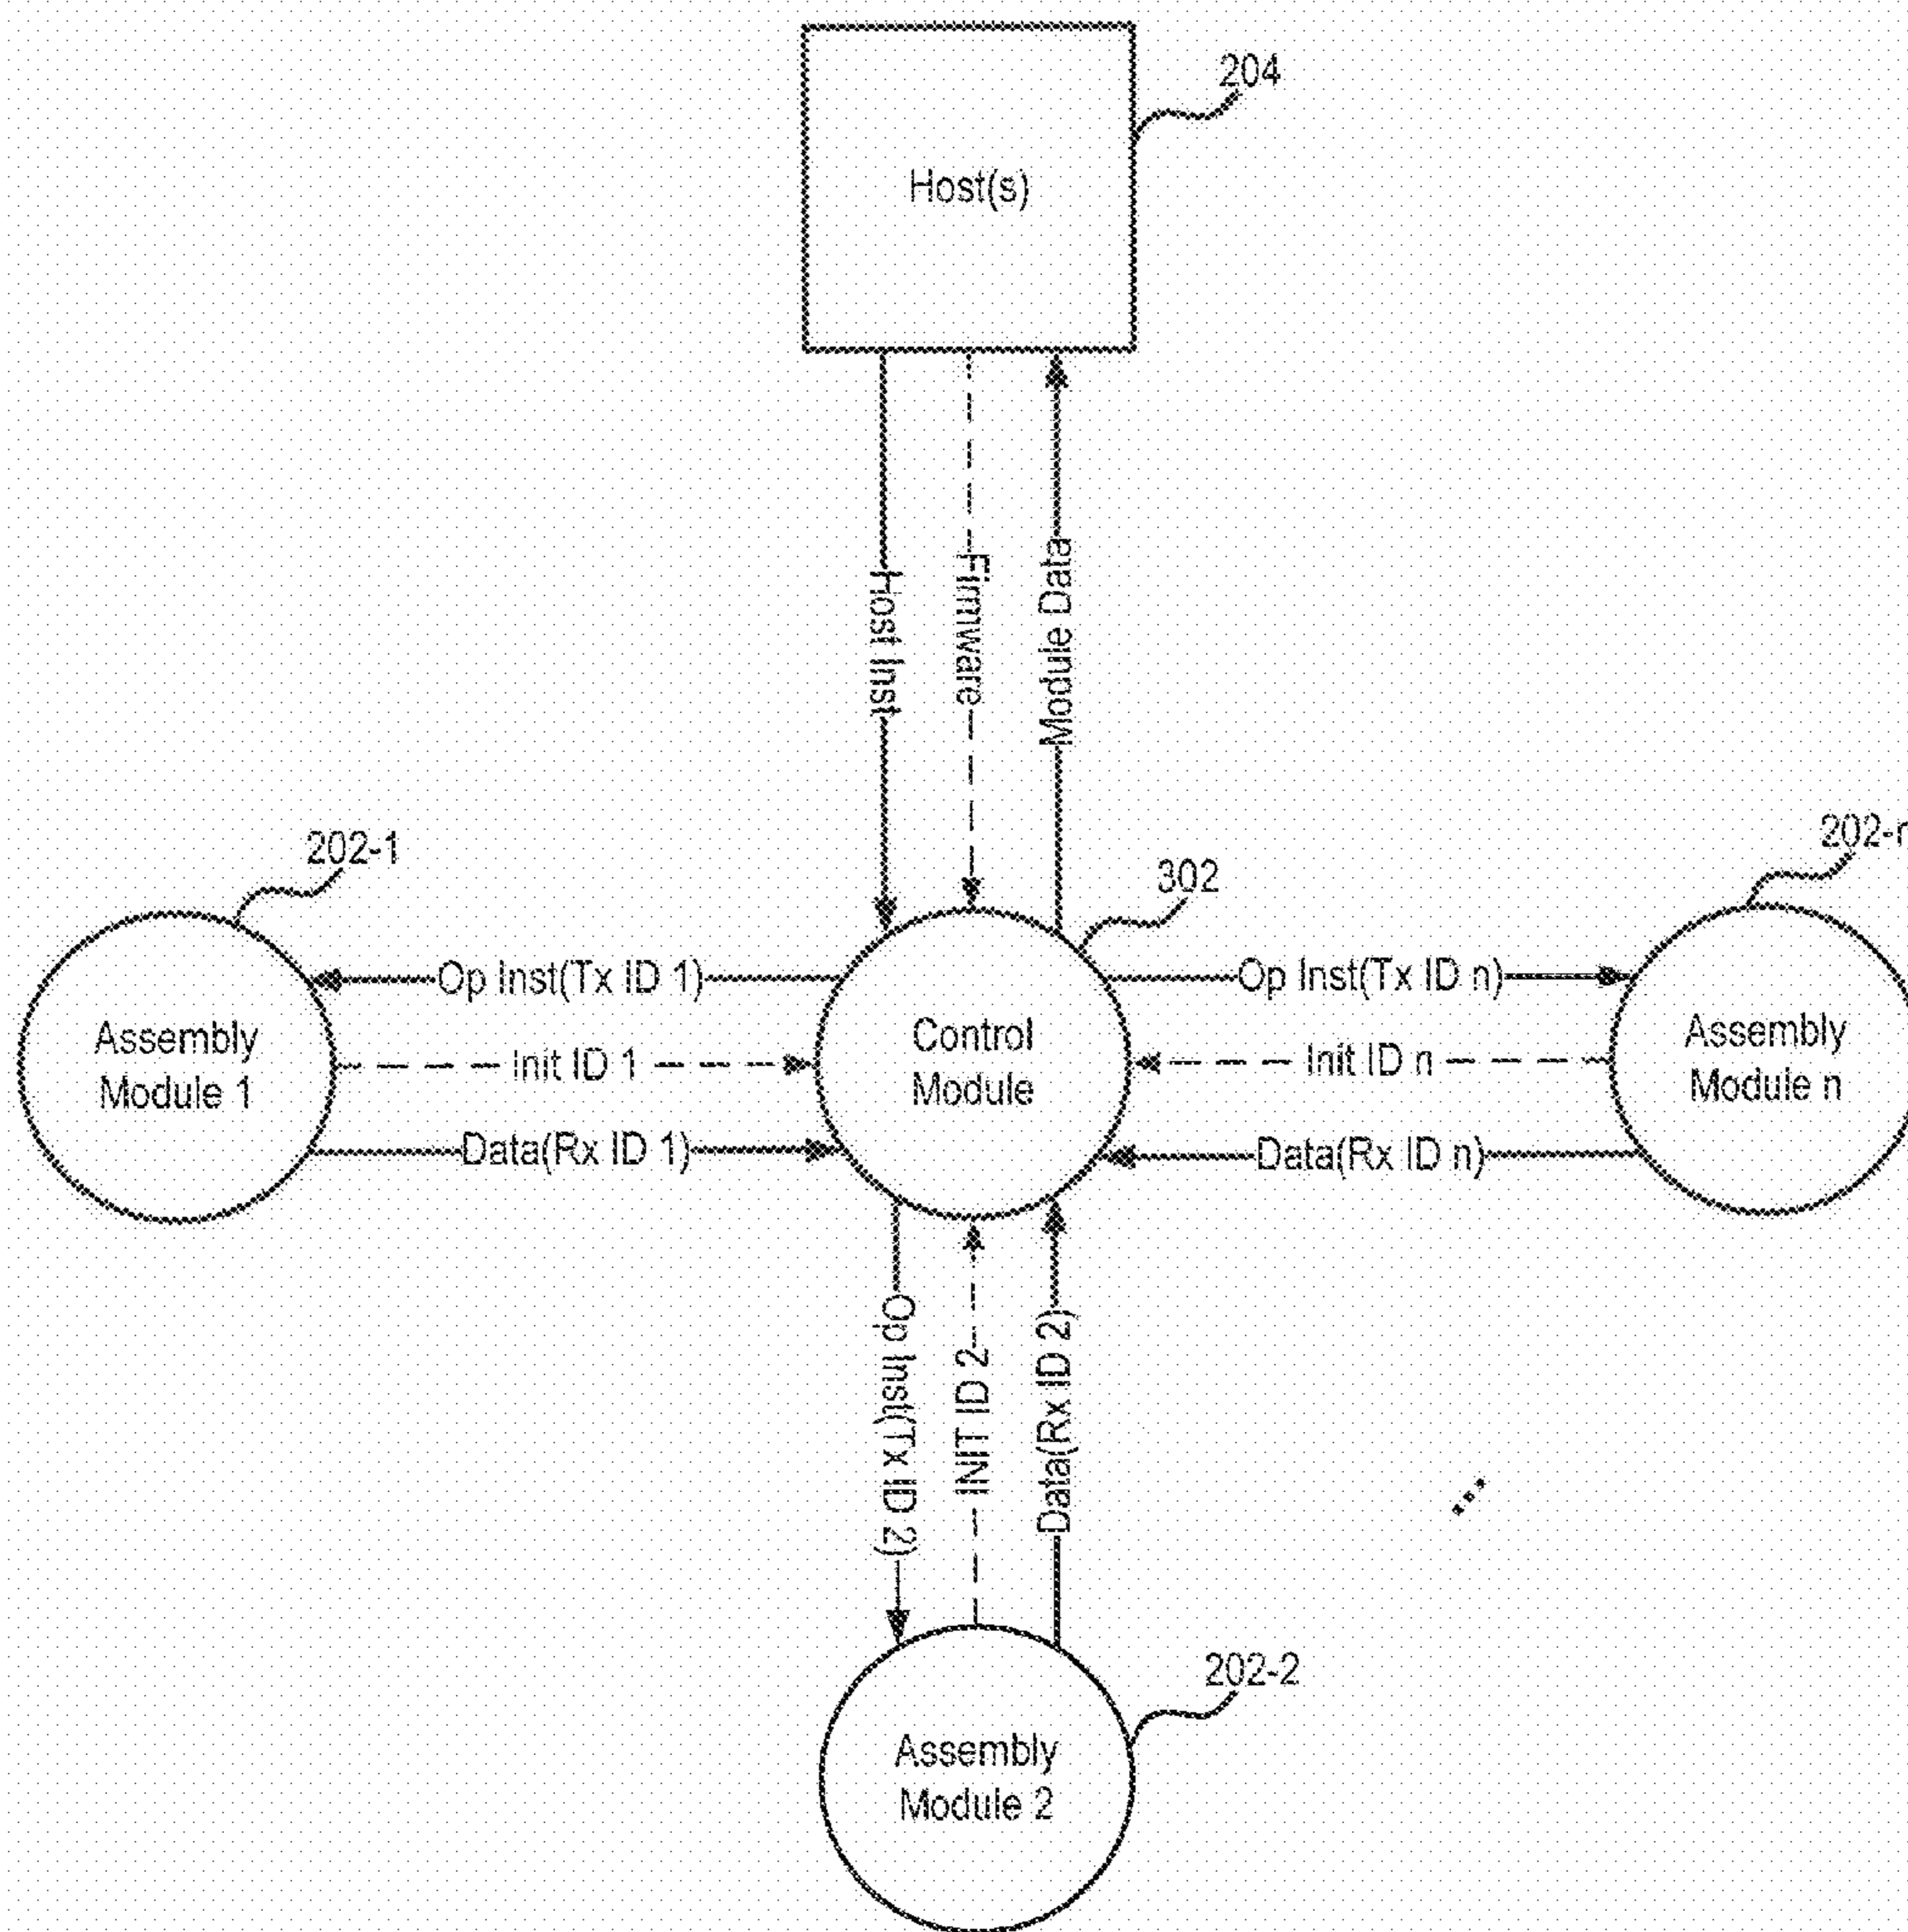 204
Host(s)
Host Inst
Firmware
Module Data
202-1
302
202-n
Op Inst(Tx ID 1)
Op Inst(Tx ID n)
Assembly
Module 1
Init ID 1
Control
Module
Init ID n
Assembly
Module n
Data(Rx ID 1)
Data(Rx ID n)
Op Inst(Tx ID 2)
INIT ID 2
Data(Rx ID 2)
...
202-2
Assembly
Module 2